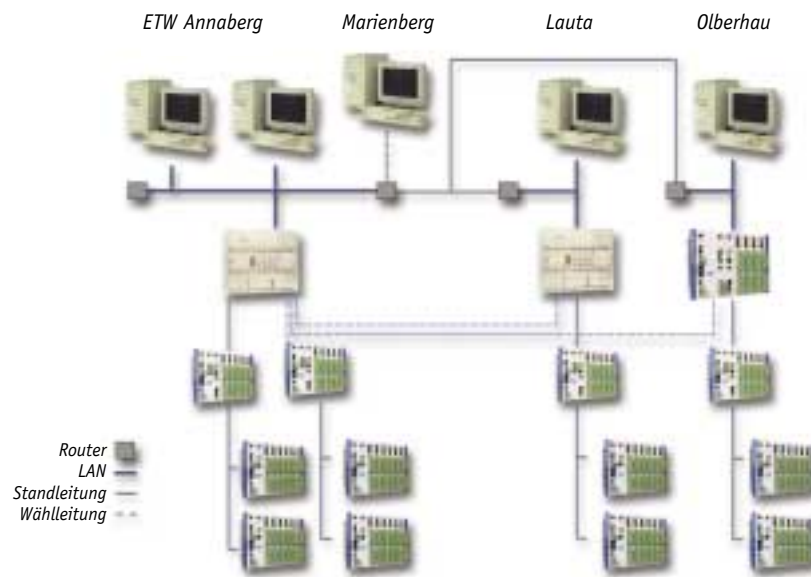 ETW Annaberg
Marienberg
Lauta
Olberhau
Router
LAN
Standleitung
Wählleitung